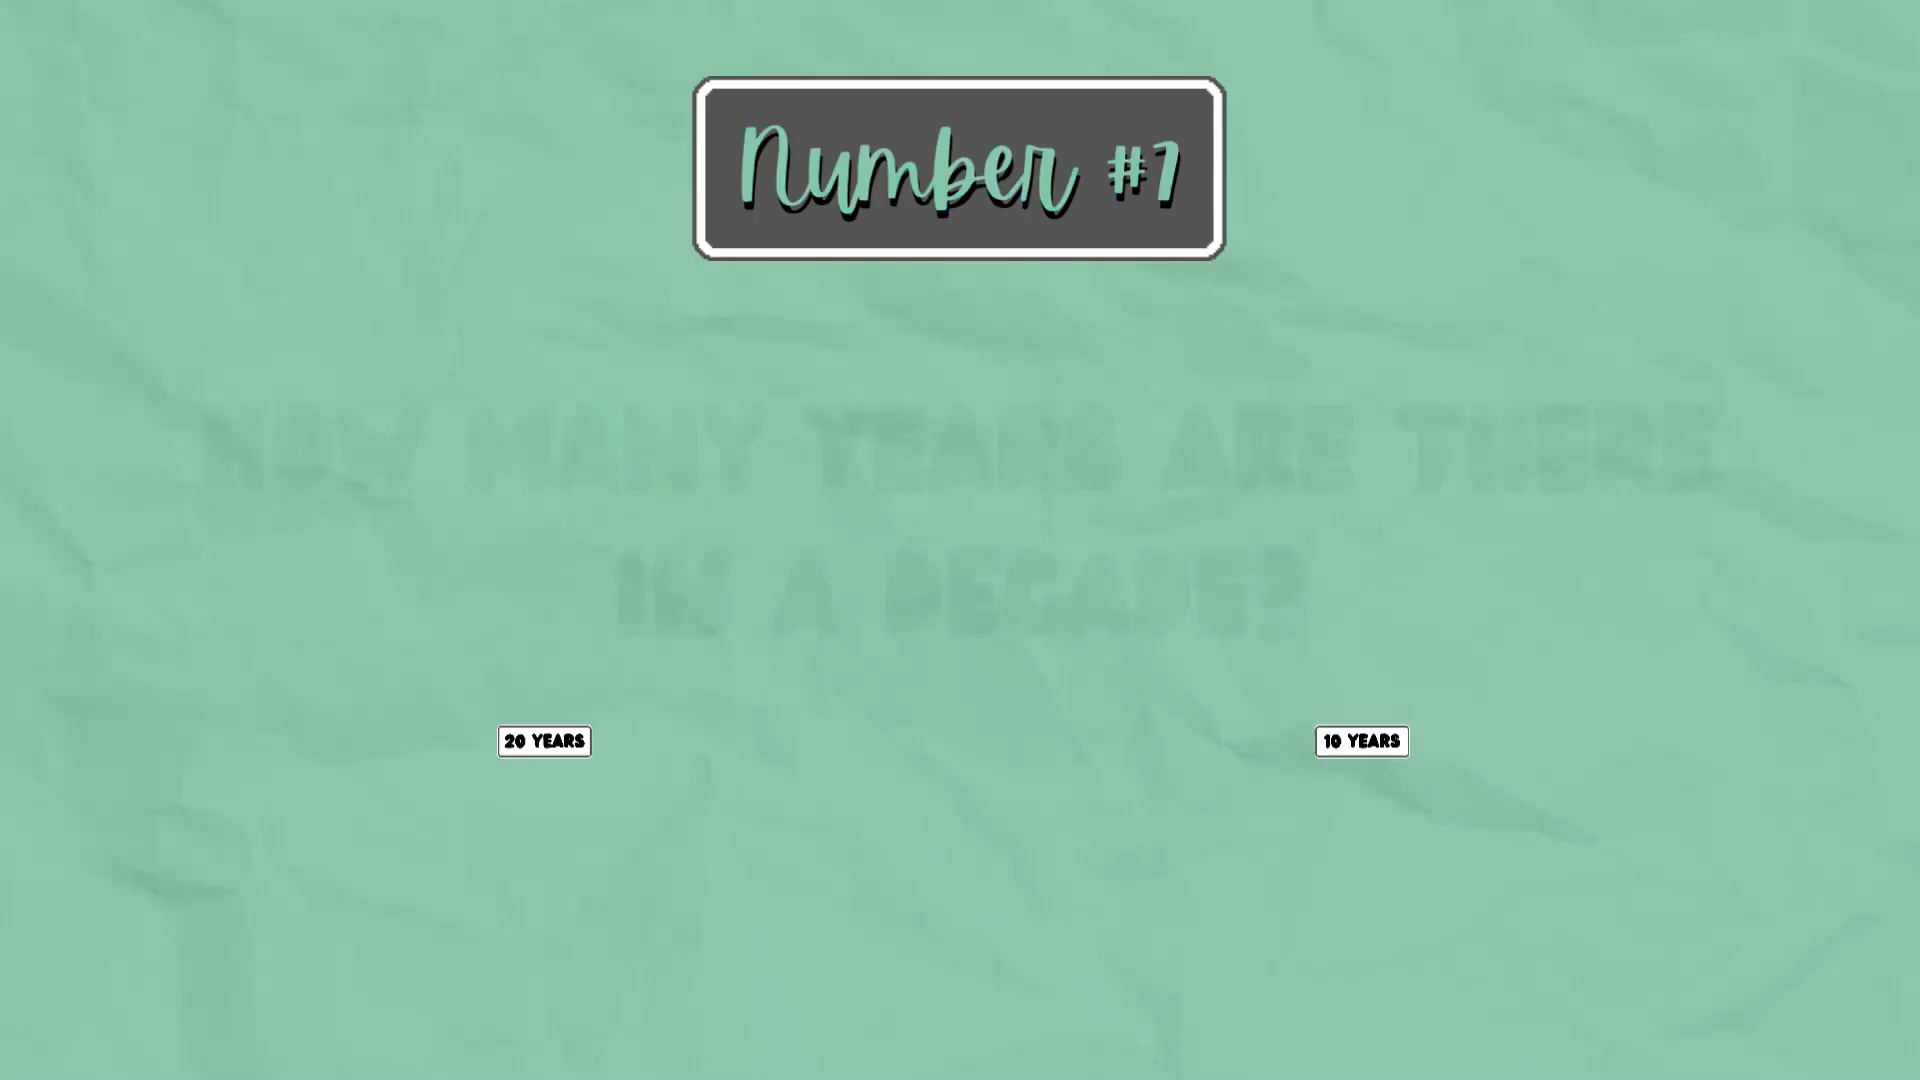 Number #1
HOW MANY YEARS ARE THERE
IN A DECADE?
20 YEARS
10 YEARS